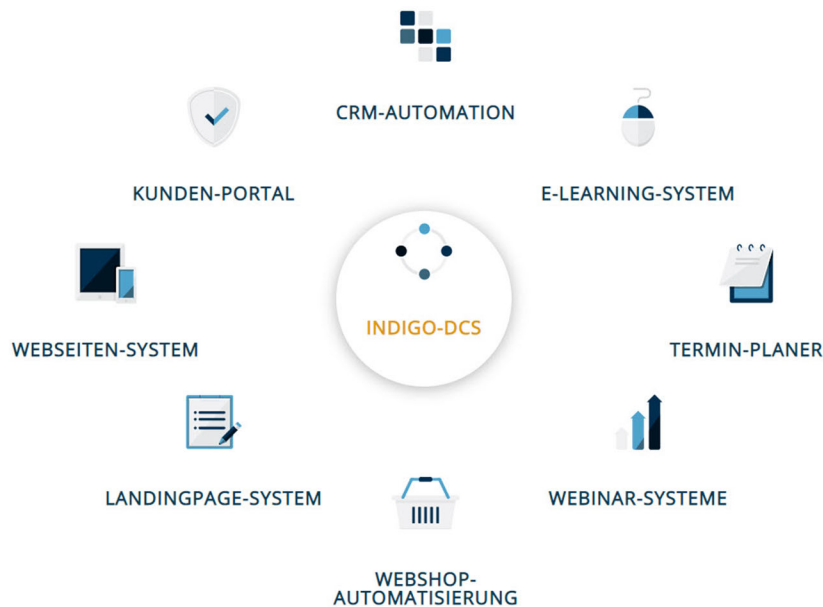 CRM-AUTOMATION
KUNDEN-PORTAL
E-LEARNING-SYSTEM
INDIGO-DCS
WEBSEITEN-SYSTEM
TERMIN-PLANER
LANDINGPAGE-SYSTEM
WEBINAR-SYSTEME
WEBSHOP-
AUTOMATISIERUNG